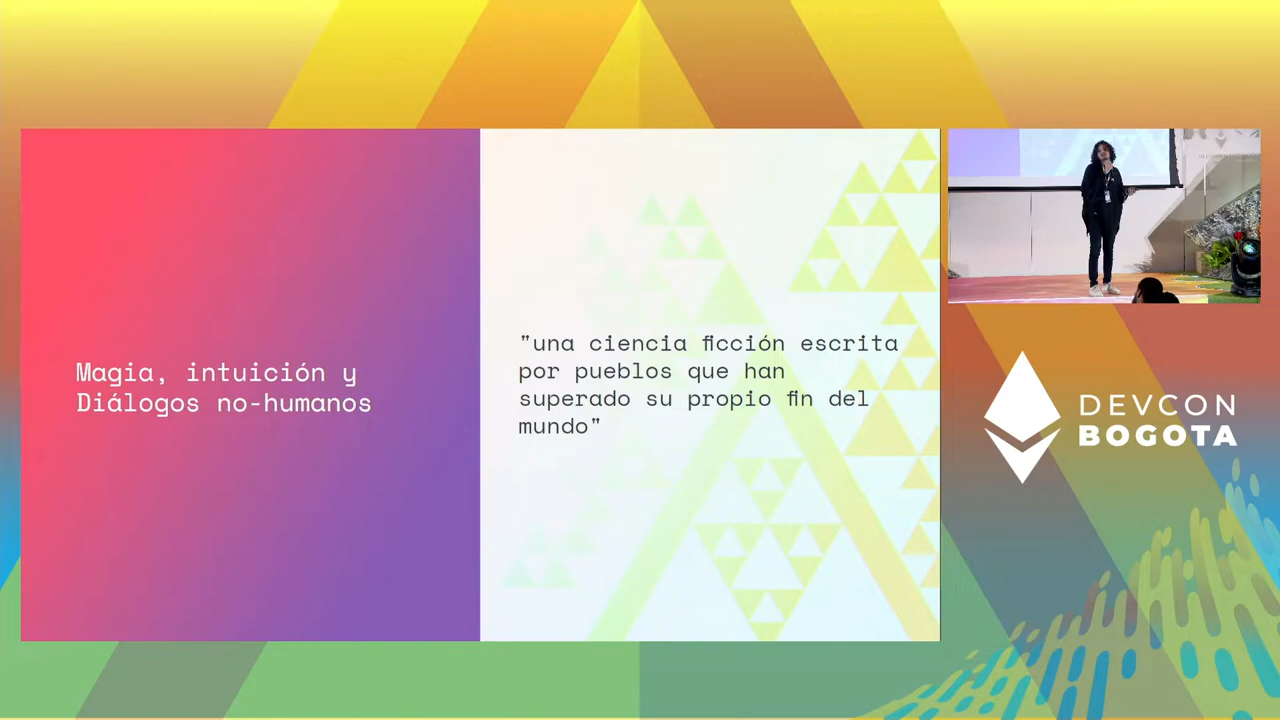 Magia, intuición y
Diálogos no-humanos
"una ciencia ficción escrita
por pueblos que han
superado su propio fin del
mundo"
DEVCON
BOGOTA